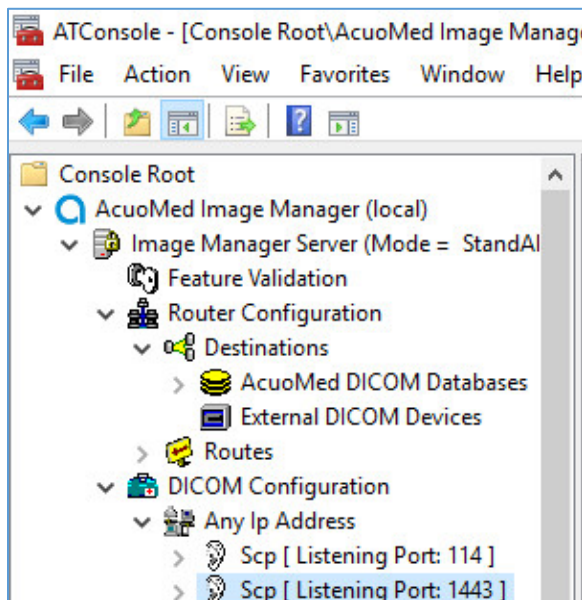 ATConsole - [Console Root\AcuoMed Image Manage
File Action View Favorites Window Help
Console Root
AcuoMed Image Manager (local)
Image Manager Server (Mode = StandAl
Feature Validation
Router Configuration
Destinations
AcuoMed DICOM Databases
External DICOM Devices
Routes
DICOM Configuration
Any Ip Address
Scp [ Listening Port: 114 ]
Scp [ Listening Port: 1443 ]